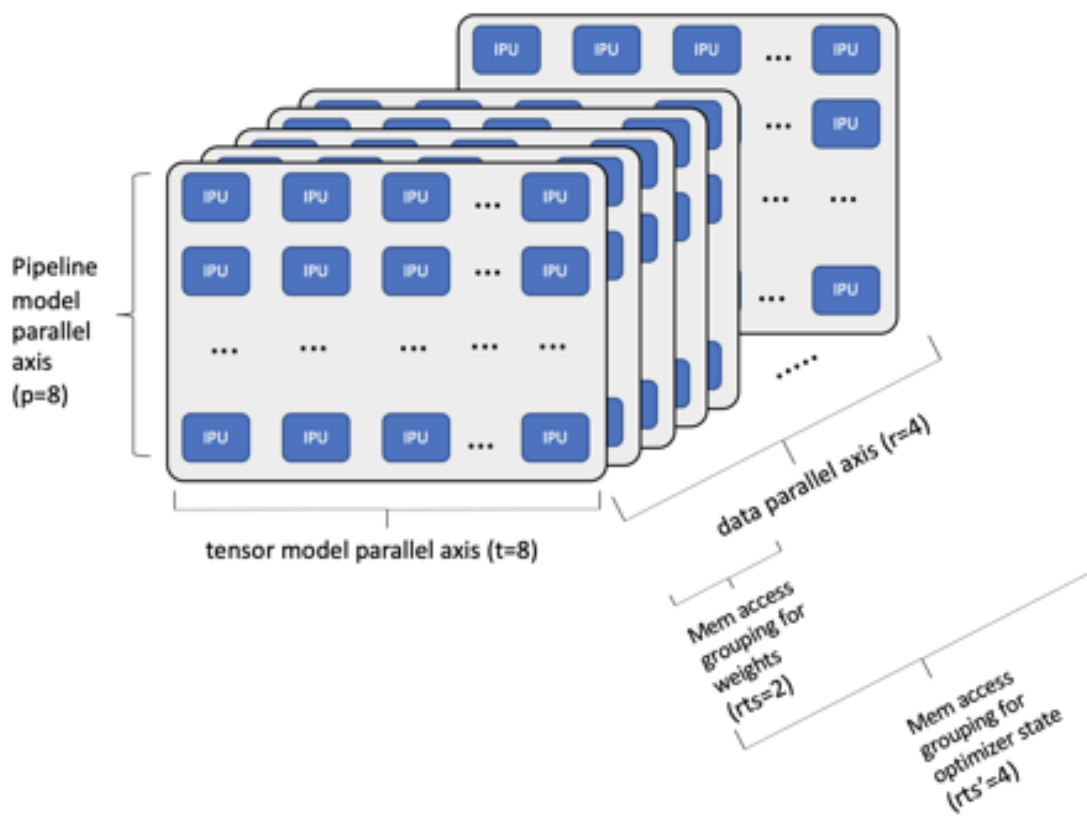 IPU IPU IPU ... IPU
... IPU
... ...
... IPU
IPU IPU IPU ... IPU
IPU IPU IPU ... IPU
... ... ... ... ...
IPU IPU IPU ... IPU
Pipeline
model
parallel
axis
(p=8)
.....
tensor model parallel axis (t=8)
data parallel axis (r=4)
Mem access
grouping for
weights
(rts=2)
Mem access
grouping for
optimizer state
(rts'=4)